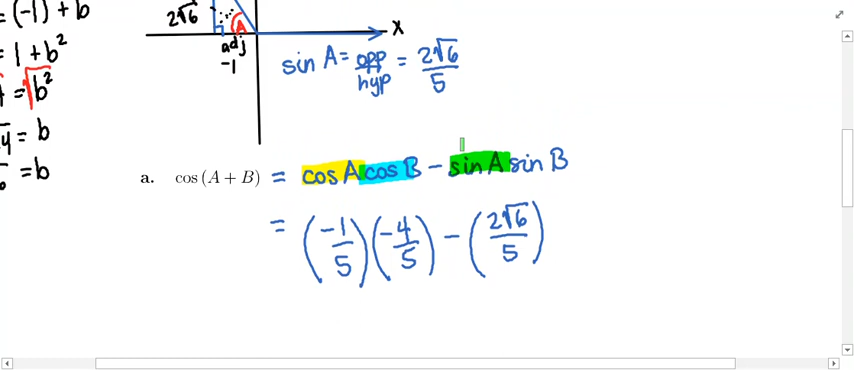 = (-1) + b
2√6
A
x
adj
-1
= 1 + b²
= √b²
= b
= b
sin A = opp/hyp = 2√6/5
a. cos (A + B) = cos A cos B − sin A sin B
= (-1/5)(-4/5) − (2√6/5)